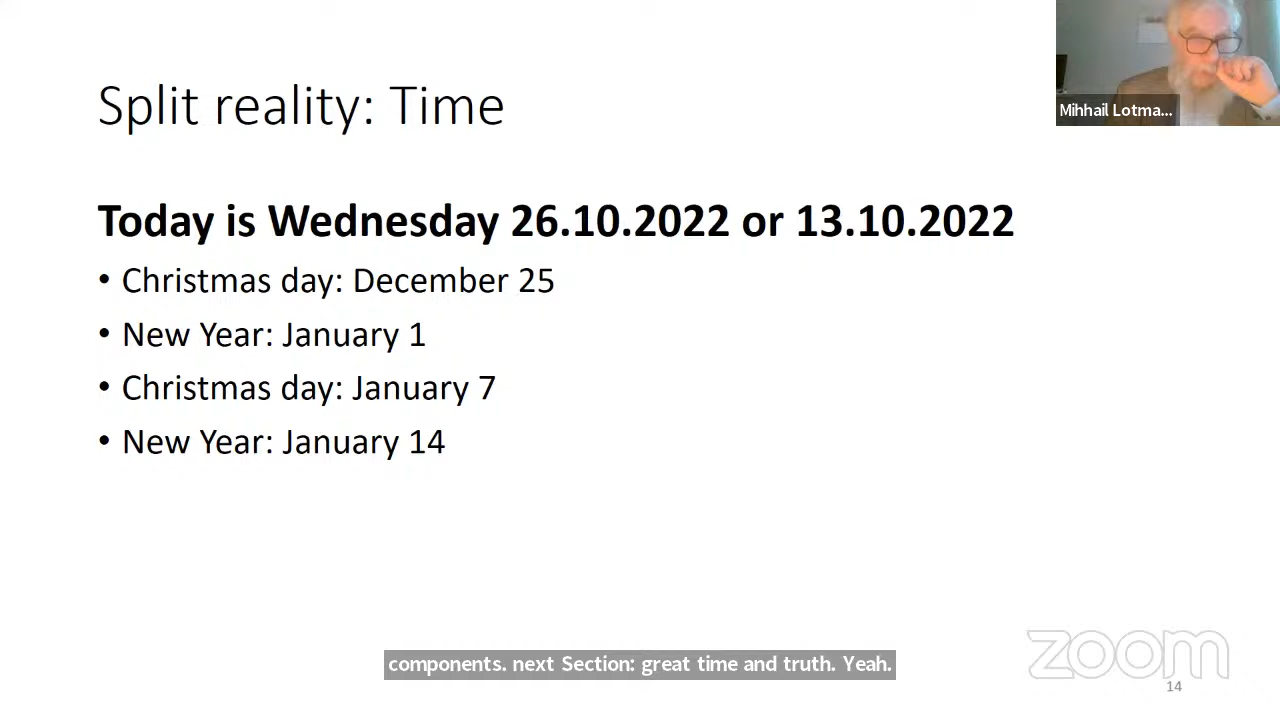 Split reality: Time
Mihhail Lotma...
Today is Wednesday 26.10.2022 or 13.10.2022
• Christmas day: December 25
• New Year: January 1
• Christmas day: January 7
• New Year: January 14
components. next Section: great time and truth. Yeah.
zoom
14